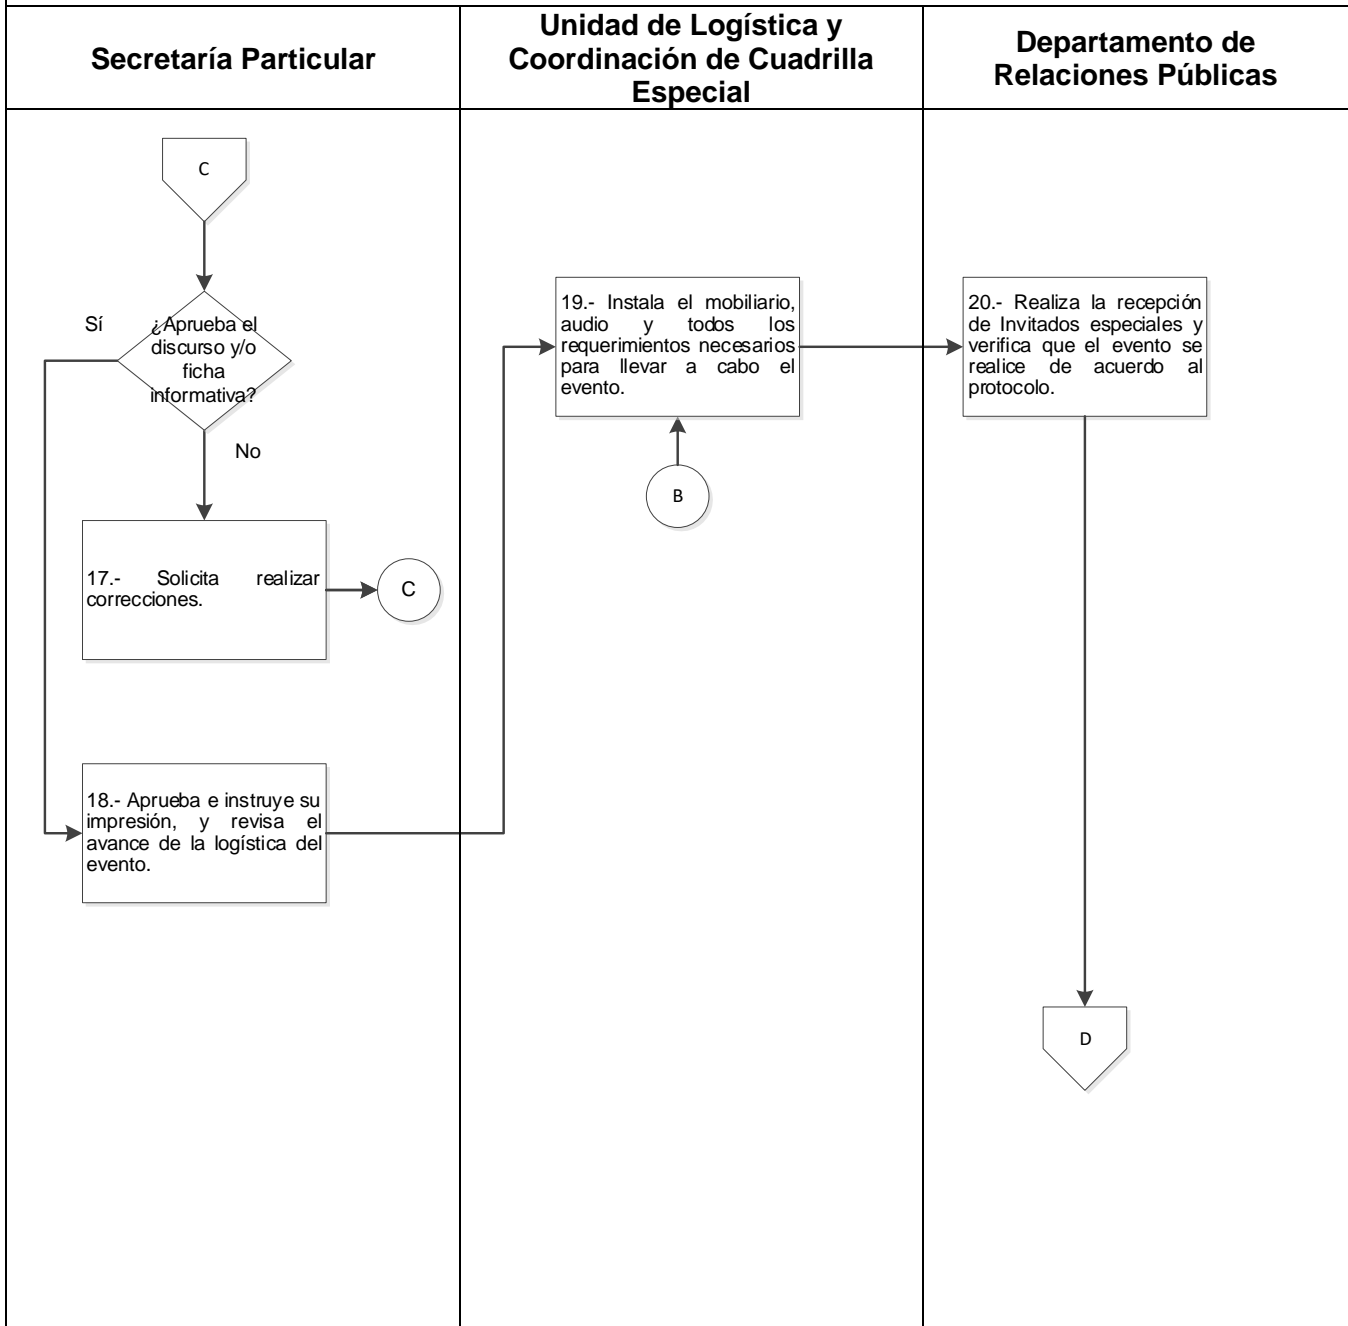 Secretaría Particular
Unidad de Logística y
Coordinación de Cuadrilla
Especial
Departamento de
Relaciones Públicas
C
Sí
¿Aprueba el
discurso y/o
ficha
informativa?
No
17.- Solicita realizar
correcciones.
C
18.- Aprueba e instruye su
impresión, y revisa el
avance de la logística del
evento.
19.- Instala el mobiliario,
audio y todos los
requerimientos necesarios
para llevar a cabo el
evento.
B
20.- Realiza la recepción
de Invitados especiales y
verifica que el evento se
realice de acuerdo al
protocolo.
D